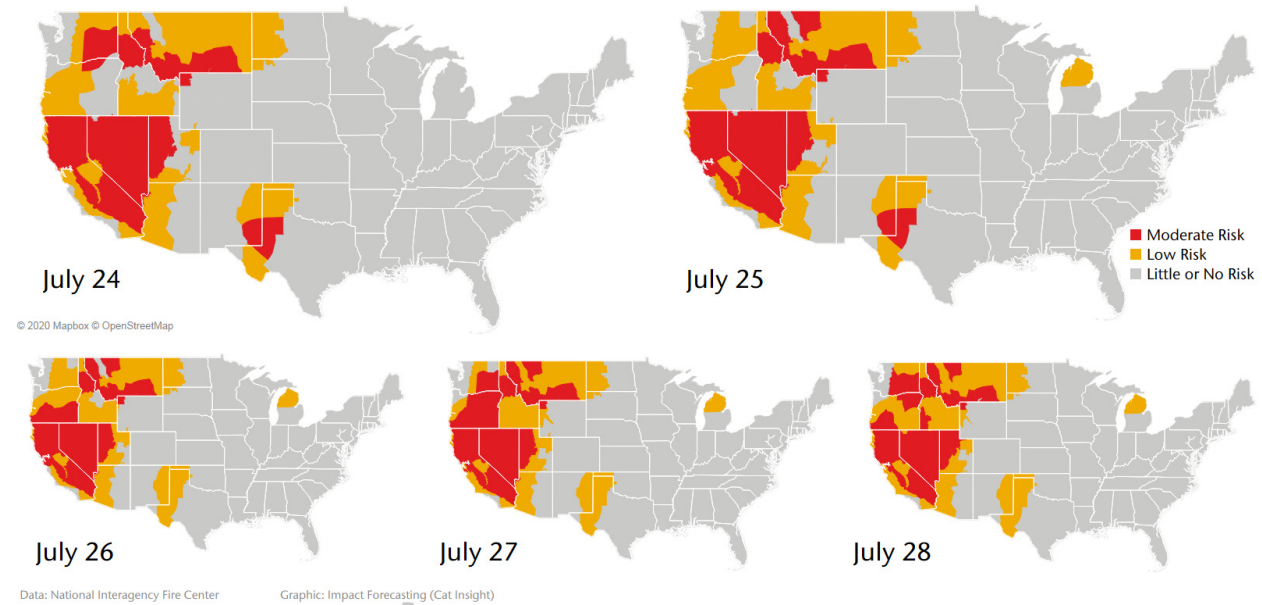 July 24
July 25
Moderate Risk
Low Risk
Little or No Risk
© 2020 Mapbox © OpenStreetMap
July 26
July 27
July 28
Data: National Interagency Fire Center
Graphic: Impact Forecasting (Cat Insight)